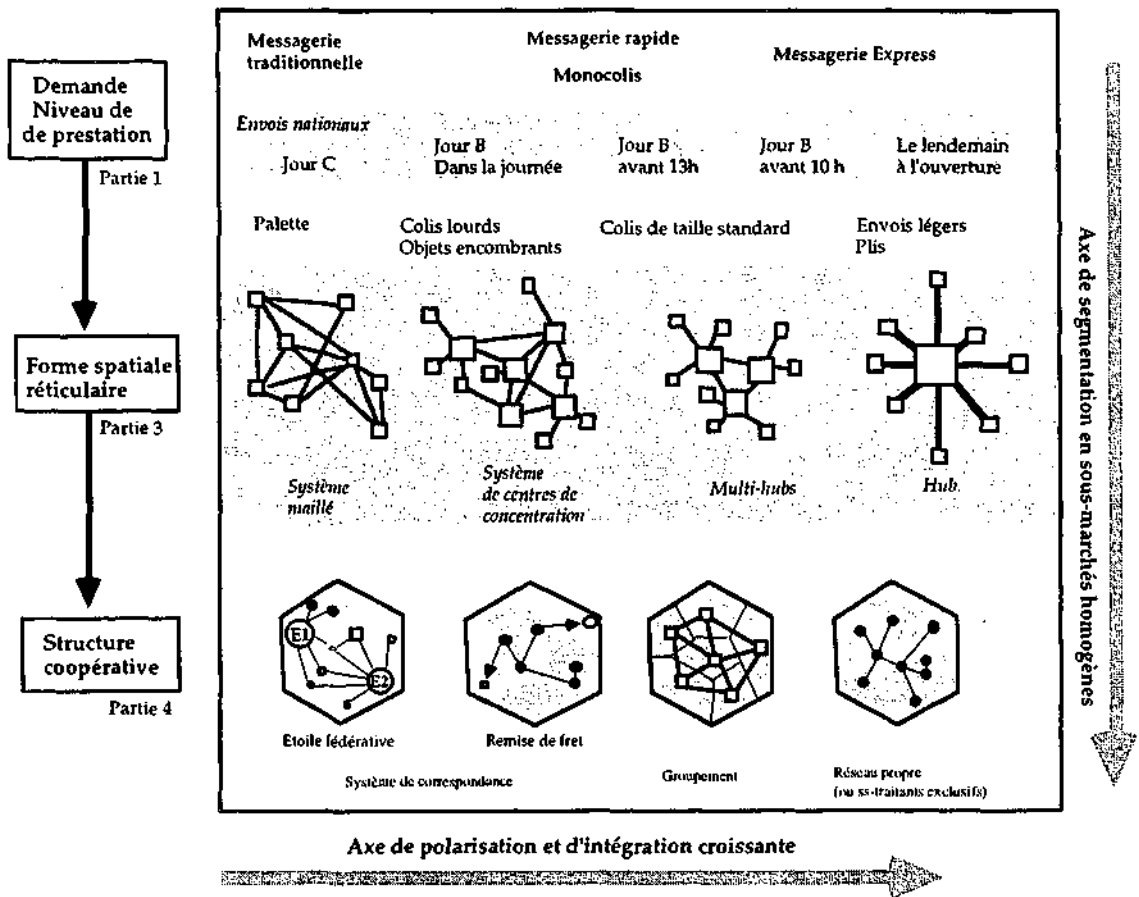 Messagerie
traditionnelle
Messagerie rapide
Monocolis
Messagerie Express
Demande
Niveau de
de prestation
Partie 1
Envois nationaux
Jour C
Jour B
Dans la journée
Jour B
avant 13h
Jour B
avant 10 h
Le lendemain
à l'ouverture
Palette
Colis lourds
Objets encombrants
Colis de taille standard
Envois légers
Plis
Forme spatiale
réticulaire
Partie 3
Système
maillé
Système
de centres de
concentration
Multi-hubs
Hub
Structure
coopérative
Partie 4
E1
E2
Etoile fédérative
Remise de fret
Système de correspondance
Groupement
Réseau propre
(ou ss-traitants exclusifs)
Axe de segmentation en sous-marchés homogènes
Axe de polarisation et d'intégration croissante